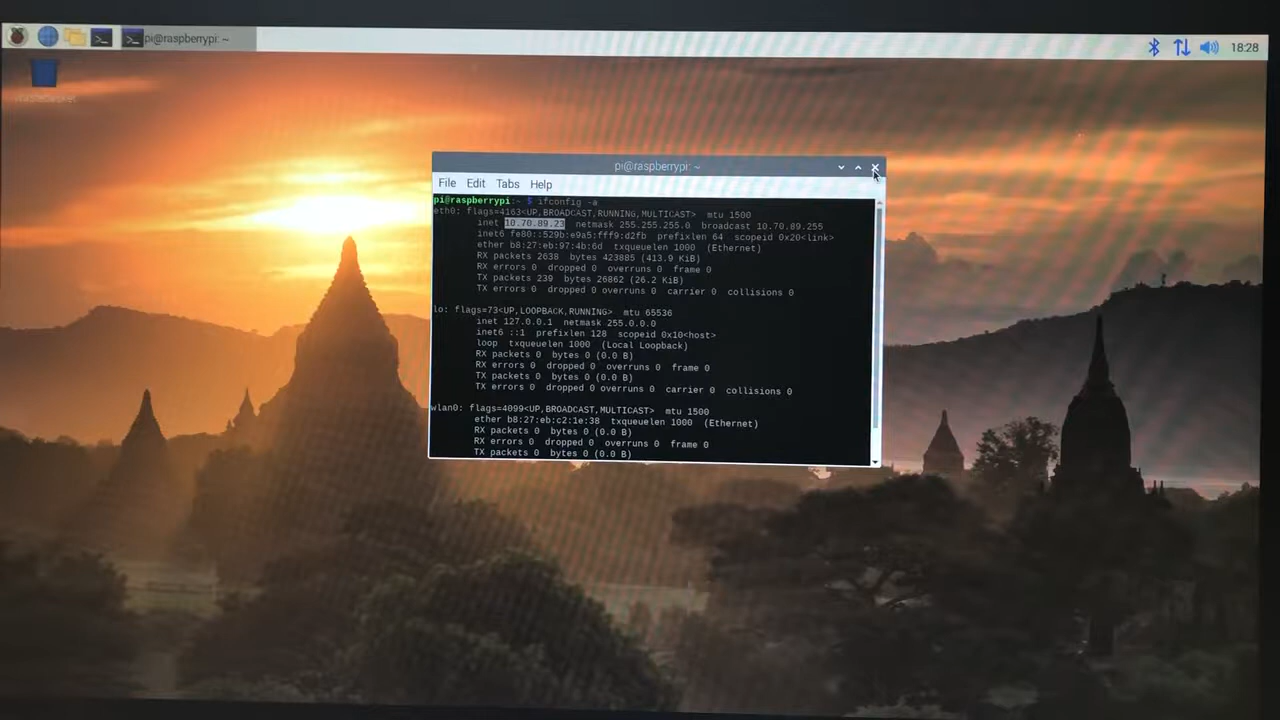 pi@raspberrypi: ~
18:28
Wastebasket
pi@raspberrypi: ~
File Edit Tabs Help
pi@raspberrypi:~ $ ifconfig -a
eth0: flags=4163<UP,BROADCAST,RUNNING,MULTICAST> mtu 1500
inet 10.70.89.23 netmask 255.255.255.0 broadcast 10.70.89.255
inet6 fe80::529b:e9a5:fff9:d2fb prefixlen 64 scopeid 0x20<link>
ether b8:27:eb:97:4b:6d txqueuelen 1000 (Ethernet)
RX packets 2638 bytes 423885 (413.9 KiB)
RX errors 0 dropped 0 overruns 0 frame 0
TX packets 239 bytes 26862 (26.2 KiB)
TX errors 0 dropped 0 overruns 0 carrier 0 collisions 0
lo: flags=73<UP,LOOPBACK,RUNNING> mtu 65536
inet 127.0.0.1 netmask 255.0.0.0
inet6 ::1 prefixlen 128 scopeid 0x10<host>
loop txqueuelen 1000 (Local Loopback)
RX packets 0 bytes 0 (0.0 B)
RX errors 0 dropped 0 overruns 0 frame 0
TX packets 0 bytes 0 (0.0 B)
TX errors 0 dropped 0 overruns 0 carrier 0 collisions 0
wlan0: flags=4099<UP,BROADCAST,MULTICAST> mtu 1500
ether b8:27:eb:c2:1e:38 txqueuelen 1000 (Ethernet)
RX packets 0 bytes 0 (0.0 B)
RX errors 0 dropped 0 overruns 0 frame 0
TX packets 0 bytes 0 (0.0 B)